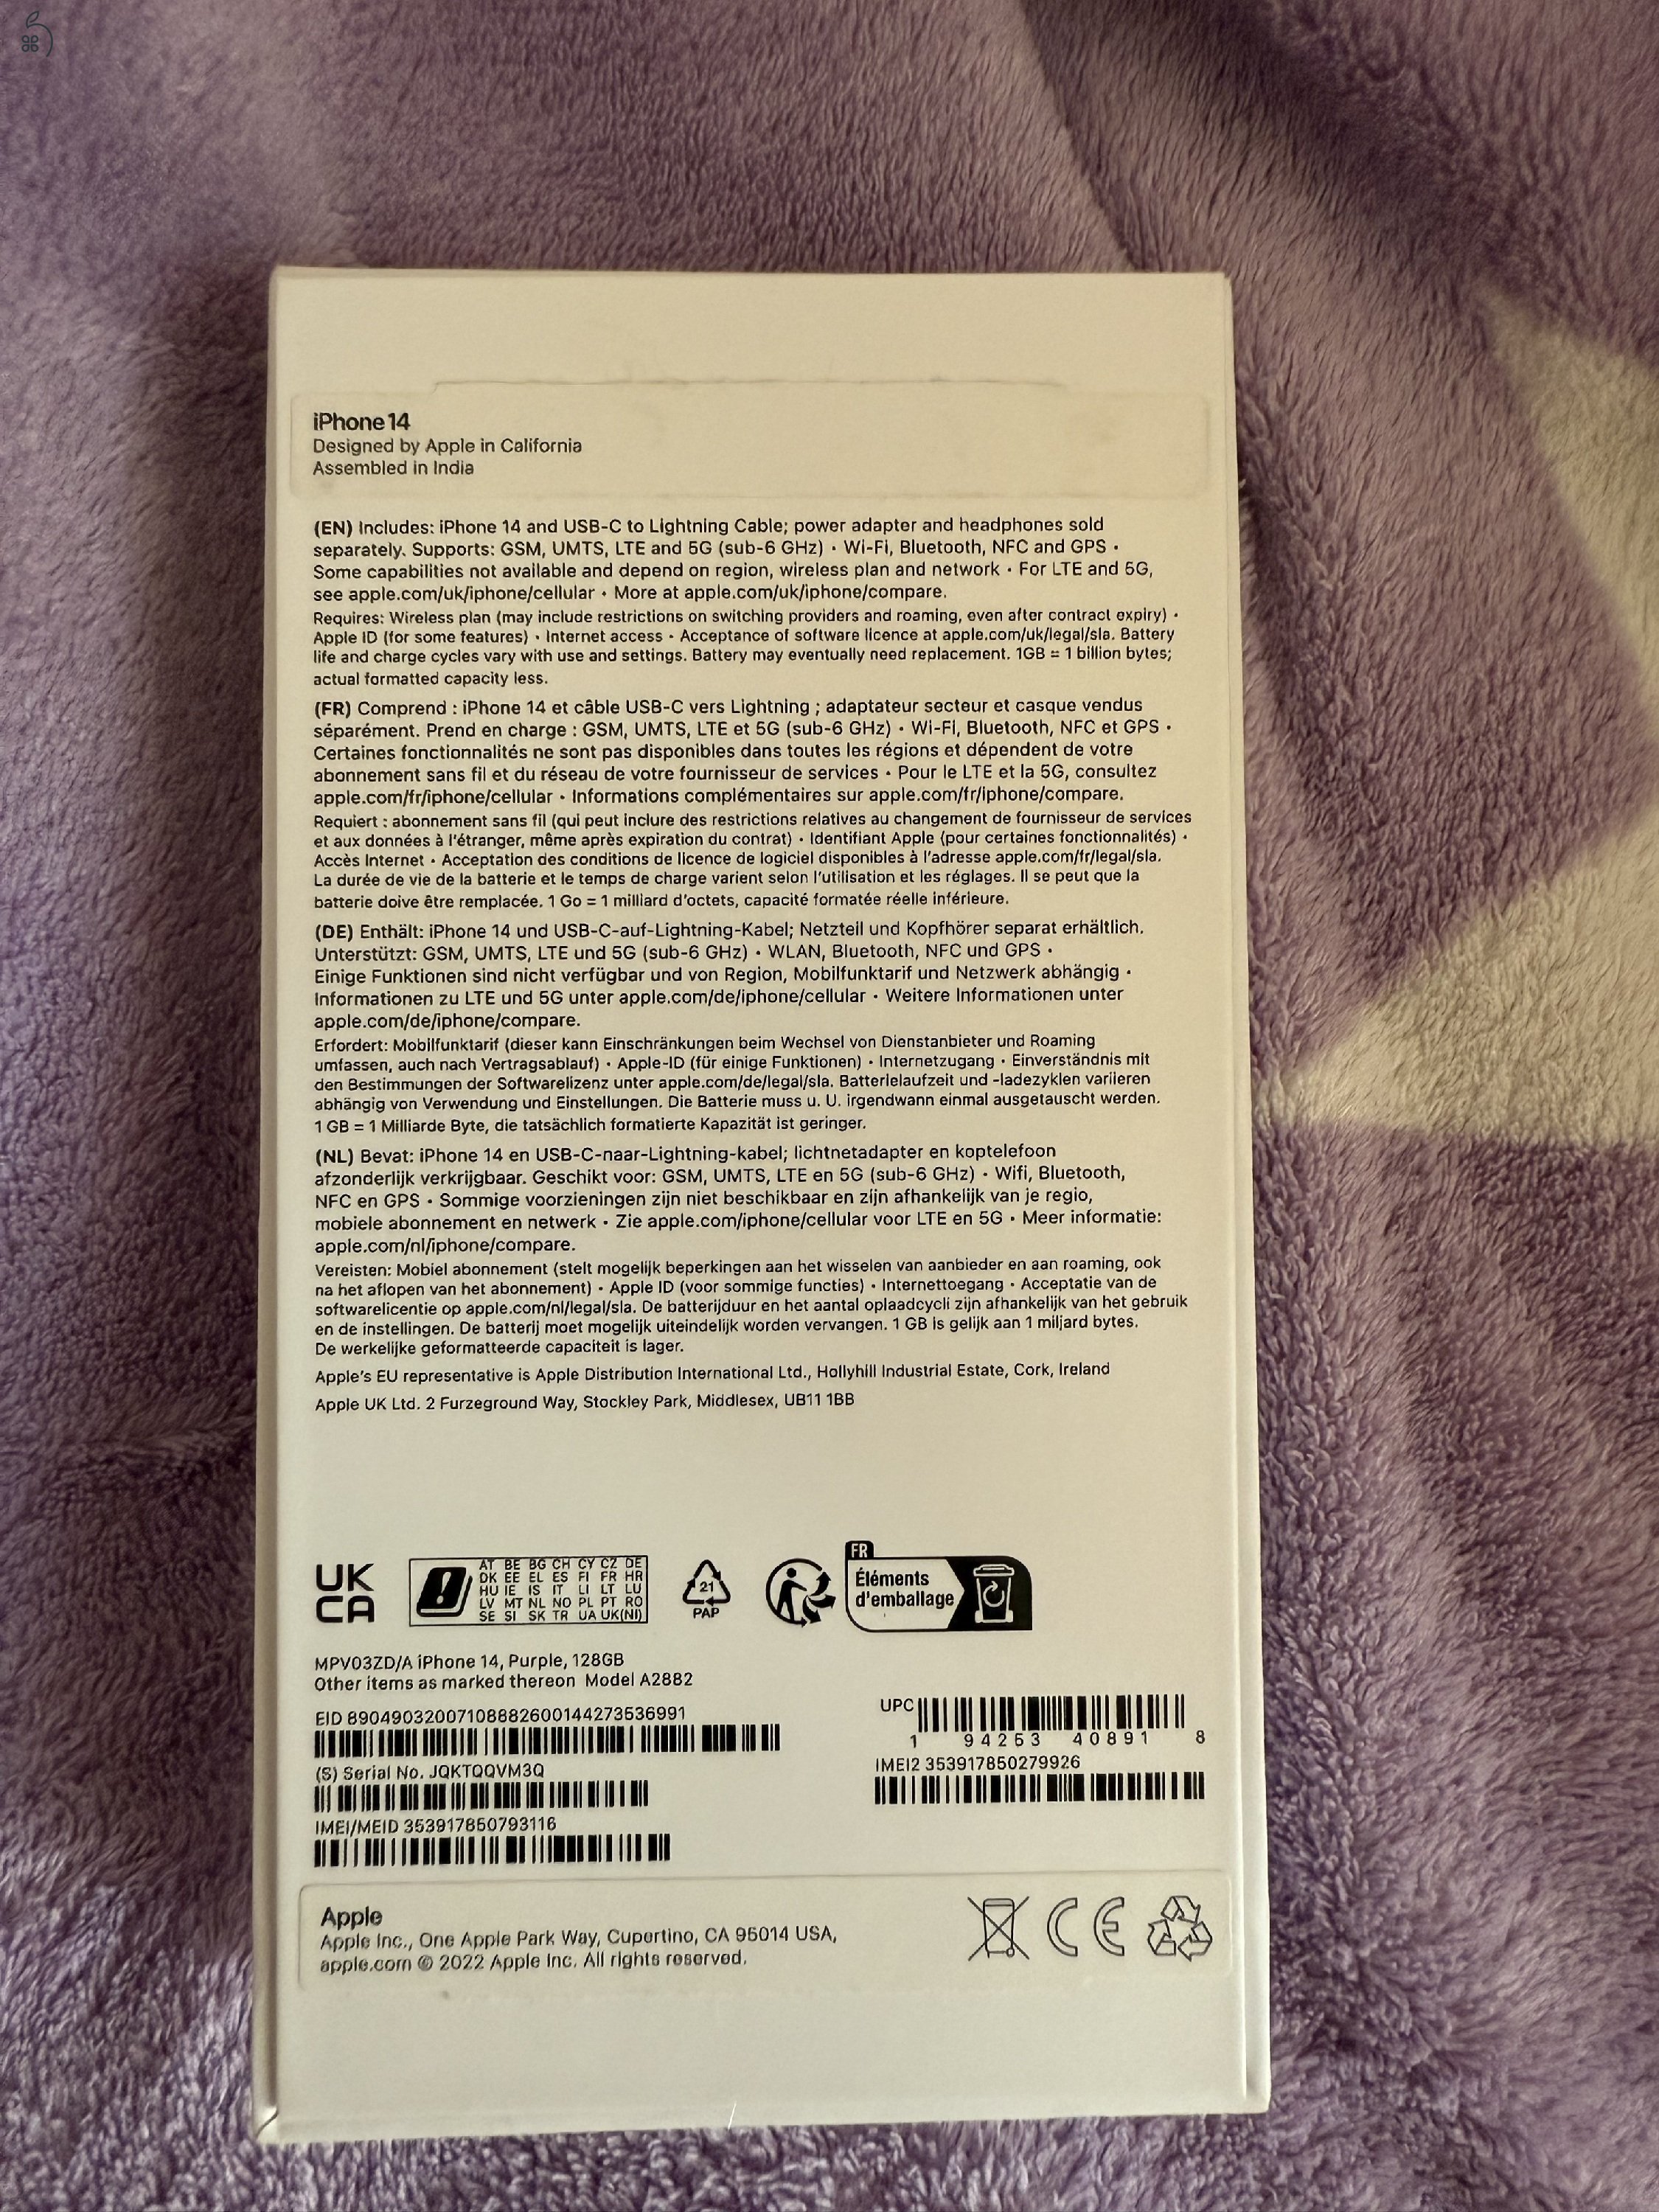 iPhone 14
Designed by Apple in California
Assembled in India
(EN) Includes: iPhone 14 and USB-C to Lightning Cable; power adapter and headphones sold
separately. Supports: GSM, UMTS, LTE and 5G (sub-6 GHz) • Wi-Fi, Bluetooth, NFC and GPS •
Some capabilities not available and depend on region, wireless plan and network • For LTE and 5G,
see apple.com/uk/iphone/cellular • More at apple.com/uk/iphone/compare.
Requires: Wireless plan (may include restrictions on switching providers and roaming, even after contract expiry) •
Apple ID (for some features) • Internet access • Acceptance of software licence at apple.com/uk/legal/sla. Battery
life and charge cycles vary with use and settings. Battery may eventually need replacement. 1GB = 1 billion bytes;
actual formatted capacity less.
(FR) Comprend : iPhone 14 et câble USB-C vers Lightning ; adaptateur secteur et casque vendus
séparément. Prend en charge : GSM, UMTS, LTE et 5G (sub-6 GHz) • Wi-Fi, Bluetooth, NFC et GPS •
Certaines fonctionnalités ne sont pas disponibles dans toutes les régions et dépendent de votre
abonnement sans fil et du réseau de votre fournisseur de services • Pour le LTE et la 5G, consultez
apple.com/fr/iphone/cellular • Informations complémentaires sur apple.com/fr/iphone/compare.
Requiert : abonnement sans fil (qui peut inclure des restrictions relatives au changement de fournisseur de services
et aux données à l'étranger, même après expiration du contrat) • Identifiant Apple (pour certaines fonctionnalités) •
Accès Internet • Acceptation des conditions de licence de logiciel disponibles à l'adresse apple.com/fr/legal/sla.
La durée de vie de la batterie et le temps de charge varient selon l'utilisation et les réglages. Il se peut que la
batterie doive être remplacée. 1 Go = 1 milliard d'octets, capacité formatée réelle inférieure.
(DE) Enthält: iPhone 14 und USB-C-auf-Lightning-Kabel; Netzteil und Kopfhörer separat erhältlich.
Unterstützt: GSM, UMTS, LTE und 5G (sub-6 GHz) • WLAN, Bluetooth, NFC und GPS •
Einige Funktionen sind nicht verfügbar und von Region, Mobilfunktarif und Netzwerk abhängig •
Informationen zu LTE und 5G unter apple.com/de/iphone/cellular • Weitere Informationen unter
apple.com/de/iphone/compare.
Erfordert: Mobilfunktarif (dieser kann Einschränkungen beim Wechsel von Dienstanbieter und Roaming
umfassen, auch nach Vertragsablauf) • Apple-ID (für einige Funktionen) • Internetzugang • Einverständnis mit
den Bestimmungen der Softwarelizenz unter apple.com/de/legal/sla. Batterielaufzeit und -ladezyklen variieren
abhängig von Verwendung und Einstellungen. Die Batterie muss u. U. irgendwann einmal ausgetauscht werden.
1 GB = 1 Milliarde Byte, die tatsächlich formatierte Kapazität ist geringer.
(NL) Bevat: iPhone 14 en USB-C-naar-Lightning-kabel; lichtnetadapter en koptelefoon
afzonderlijk verkrijgbaar. Geschikt voor: GSM, UMTS, LTE en 5G (sub-6 GHz) • Wifi, Bluetooth,
NFC en GPS • Sommige voorzieningen zijn niet beschikbaar en zijn afhankelijk van je regio,
mobiele abonnement en netwerk • Zie apple.com/iphone/cellular voor LTE en 5G • Meer informatie:
apple.com/nl/iphone/compare.
Vereisten: Mobiel abonnement (stelt mogelijk beperkingen aan het wisselen van aanbieder en aan roaming, ook
na het aflopen van het abonnement) • Apple ID (voor sommige functies) • Internettoegang • Acceptatie van de
softwarelicentie op apple.com/nl/legal/sla. De batterijduur en het aantal oplaadcycli zijn afhankelijk van het gebruik
en de instellingen. De batterij moet mogelijk uiteindelijk worden vervangen. 1 GB is gelijk aan 1 miljard bytes.
De werkelijke geformatteerde capaciteit is lager.
Apple's EU representative is Apple Distribution International Ltd., Hollyhill Industrial Estate, Cork, Ireland
Apple UK Ltd. 2 Furzeground Way, Stockley Park, Middlesex, UB11 1BB
UK
CA
AT BE BG CH CY CZ DE
DK EE EL ES FI FR HR
HU IE IS IT LI LT LU
LV MT NL NO PL PT RO
SE SI SK TR UA UK(NI)
21
PAP
FR
Éléments
d'emballage
MPV03ZD/A iPhone 14, Purple, 128GB
Other items as marked thereon Model A2882
EID 89049032007108882600144273536991
UPC
1 94253 40891 8
(S) Serial No. JQKTQQVM3Q
IMEI2 353917850279926
IMEI/MEID 353917850793116
Apple
Apple Inc., One Apple Park Way, Cupertino, CA 95014 USA,
apple.com © 2022 Apple Inc. All rights reserved.
CE